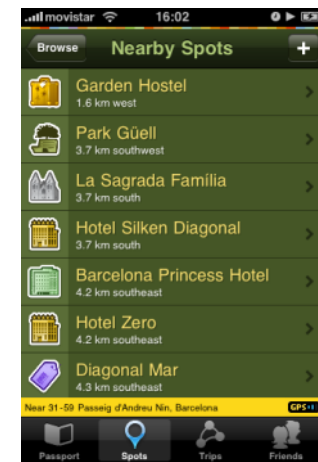 movistar 16:02
Browse Nearby Spots +
Garden Hostel
1.6 km west
Park Güell
3.7 km southwest
La Sagrada Família
3.7 km south
Hotel Silken Diagonal
3.7 km south
Barcelona Princess Hotel
4.2 km southeast
Hotel Zero
4.2 km southeast
Diagonal Mar
4.3 km southeast
Near 31-59 Passeig d'Andreu Nin, Barcelona GPS
Passport Spots Trips Friends